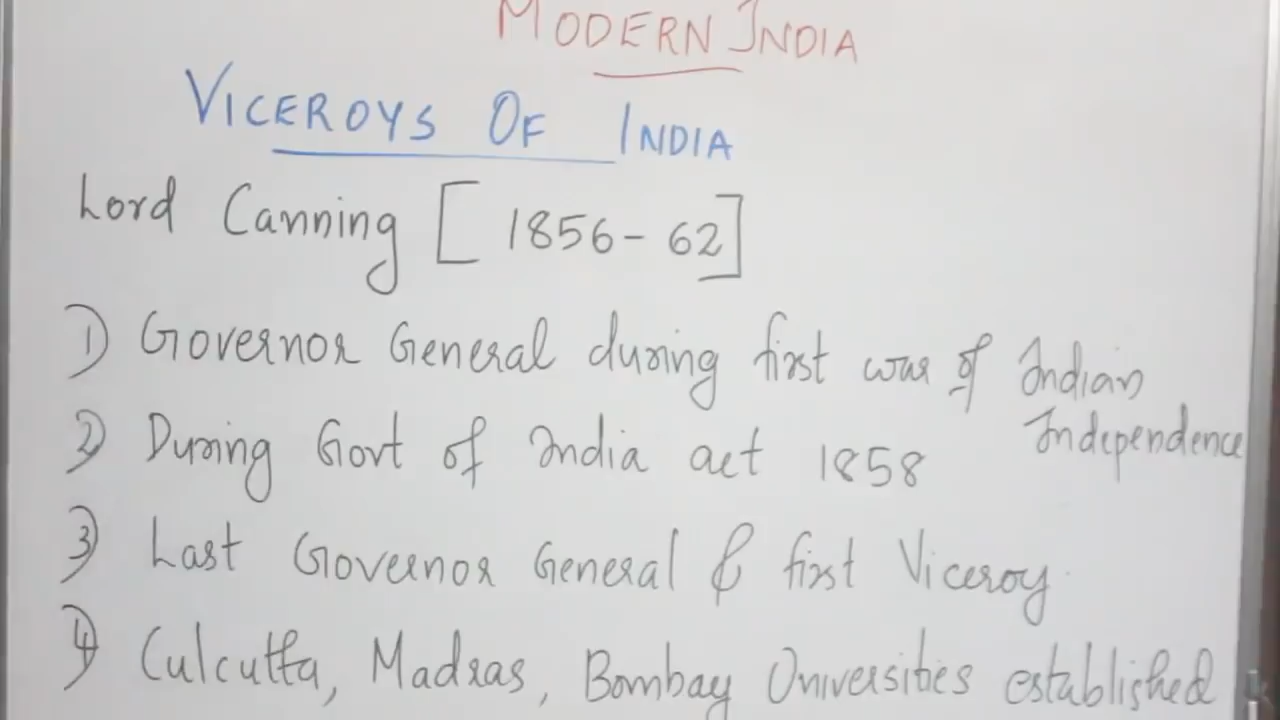 MODERN INDIA
VICEROYS OF INDIA
Lord Canning [1856-62]
1) Governor General during first war of Indian
Independence
2) During Govt of India act 1858
3) Last Governor General & first Viceroy.
4) Culcutta, Madras, Bombay Universities established